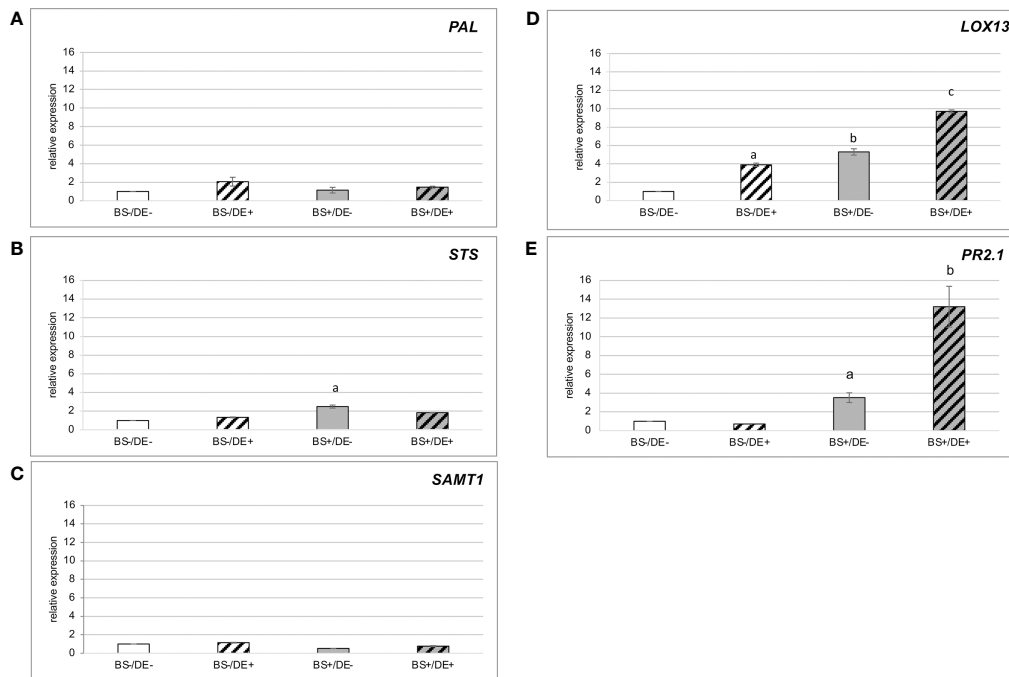 A
PAL
relative expression
16
14
12
10
8
6
4
2
0
BS-/DE- BS-/DE+ BS+/DE- BS+/DE+
B
STS
relative expression
16
14
12
10
8
6
4
2
0
a
BS-/DE- BS-/DE+ BS+/DE- BS+/DE+
C
SAMT1
relative expression
16
14
12
10
8
6
4
2
0
BS-/DE- BS-/DE+ BS+/DE- BS+/DE+
D
LOX13
relative expression
16
14
12
10
8
6
4
2
0
a b c
BS-/DE- BS-/DE+ BS+/DE- BS+/DE+
E
PR2.1
relative expression
16
14
12
10
8
6
4
2
0
a b
BS-/DE- BS-/DE+ BS+/DE- BS+/DE+